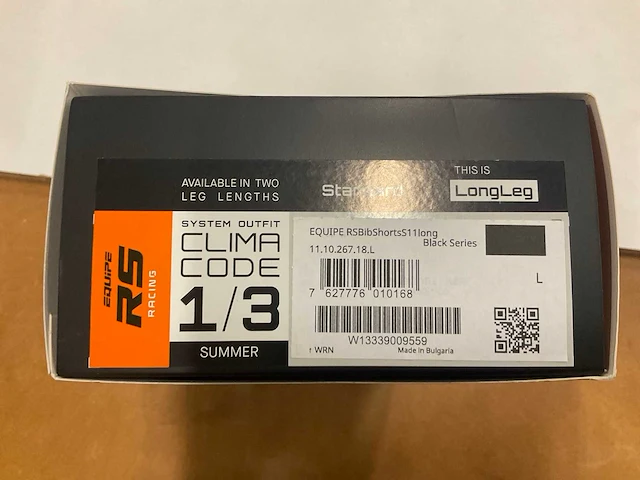 AVAILABLE IN TWO
LEG LENGTHS
Standard
THIS IS
LongLeg
EQUIPE
RS
RACING
SYSTEM OUTFIT
CLIMA
CODE
1/3
SUMMER
EQUIPE RSBibShortsS11long
Black Series
11.10.267.18.L
L
7 627776 010168
W13339009559
↑ WRN
Made in Bulgaria